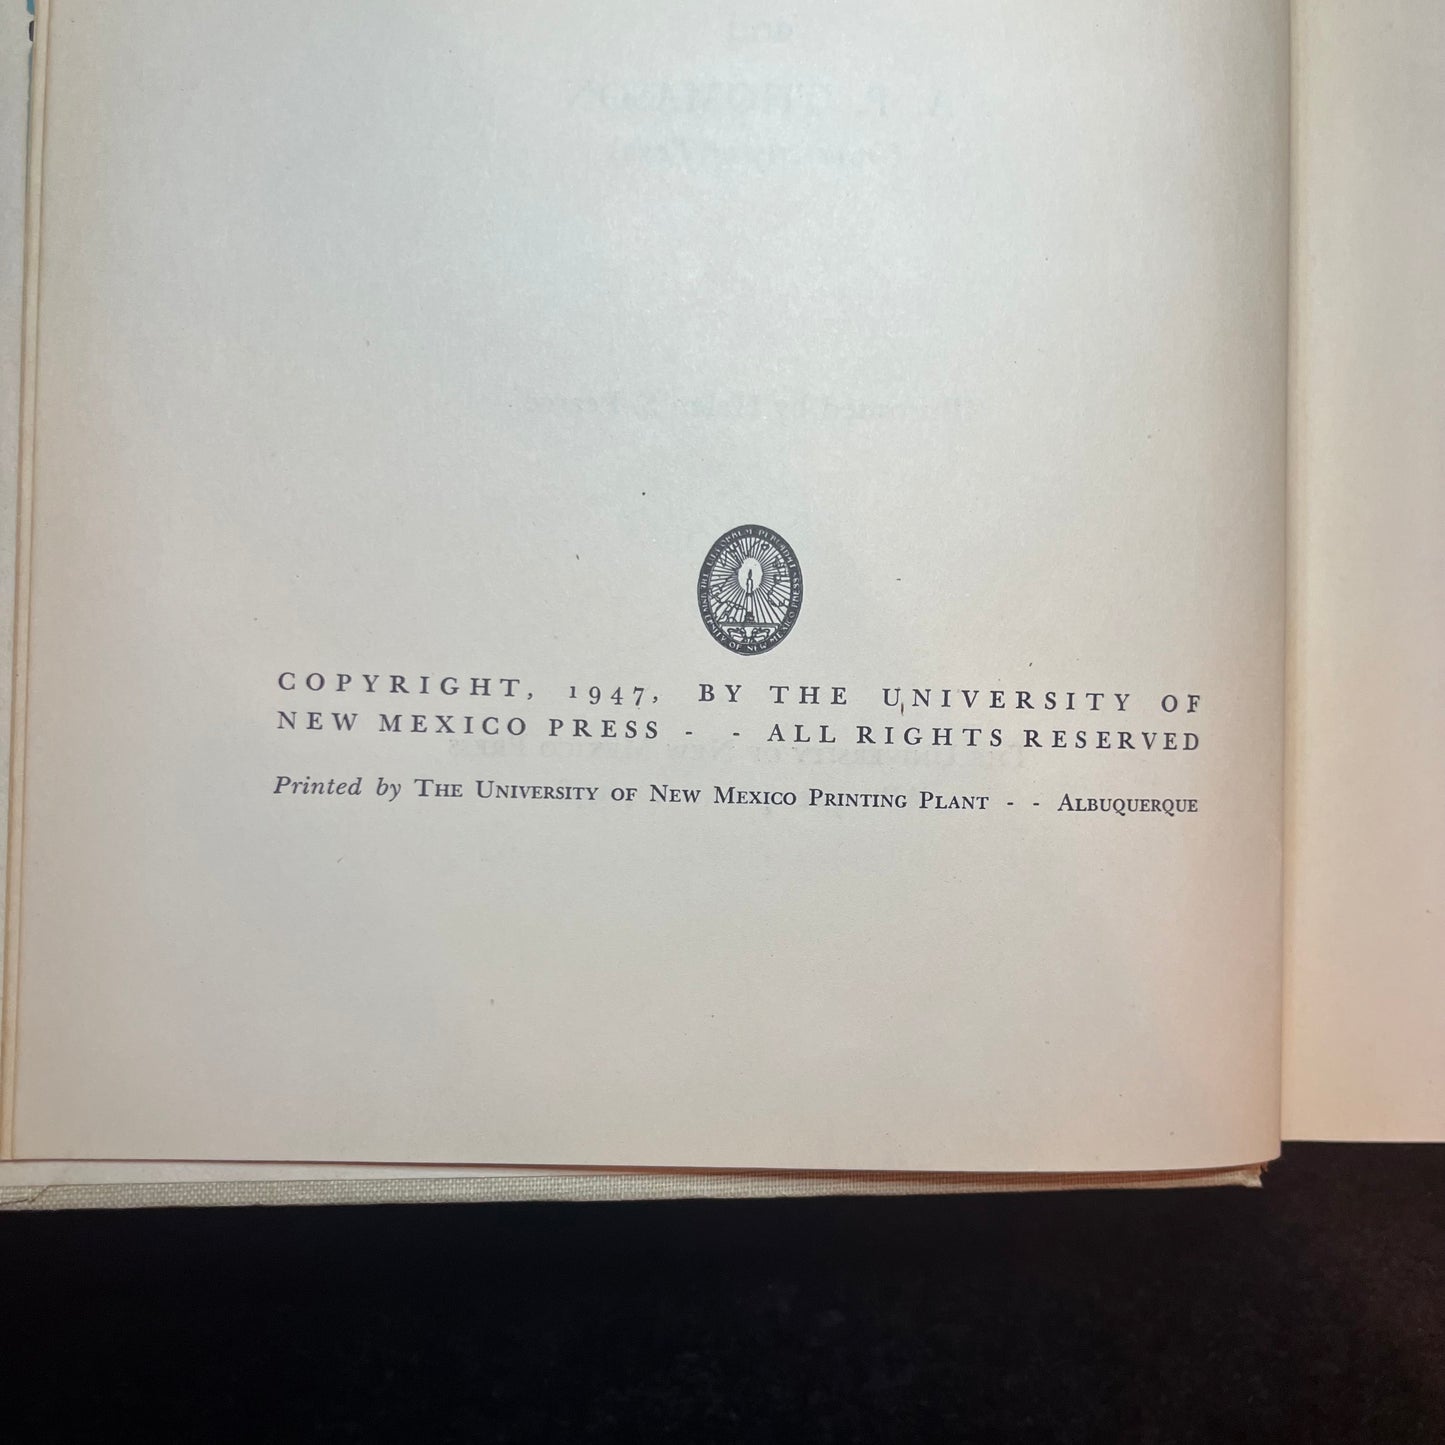 COPYRIGHT, 1947, BY THE UNIVERSITY OF
NEW MEXICO PRESS - - ALL RIGHTS RESERVED
Printed by THE UNIVERSITY OF NEW MEXICO PRINTING PLANT - - ALBUQUERQUE